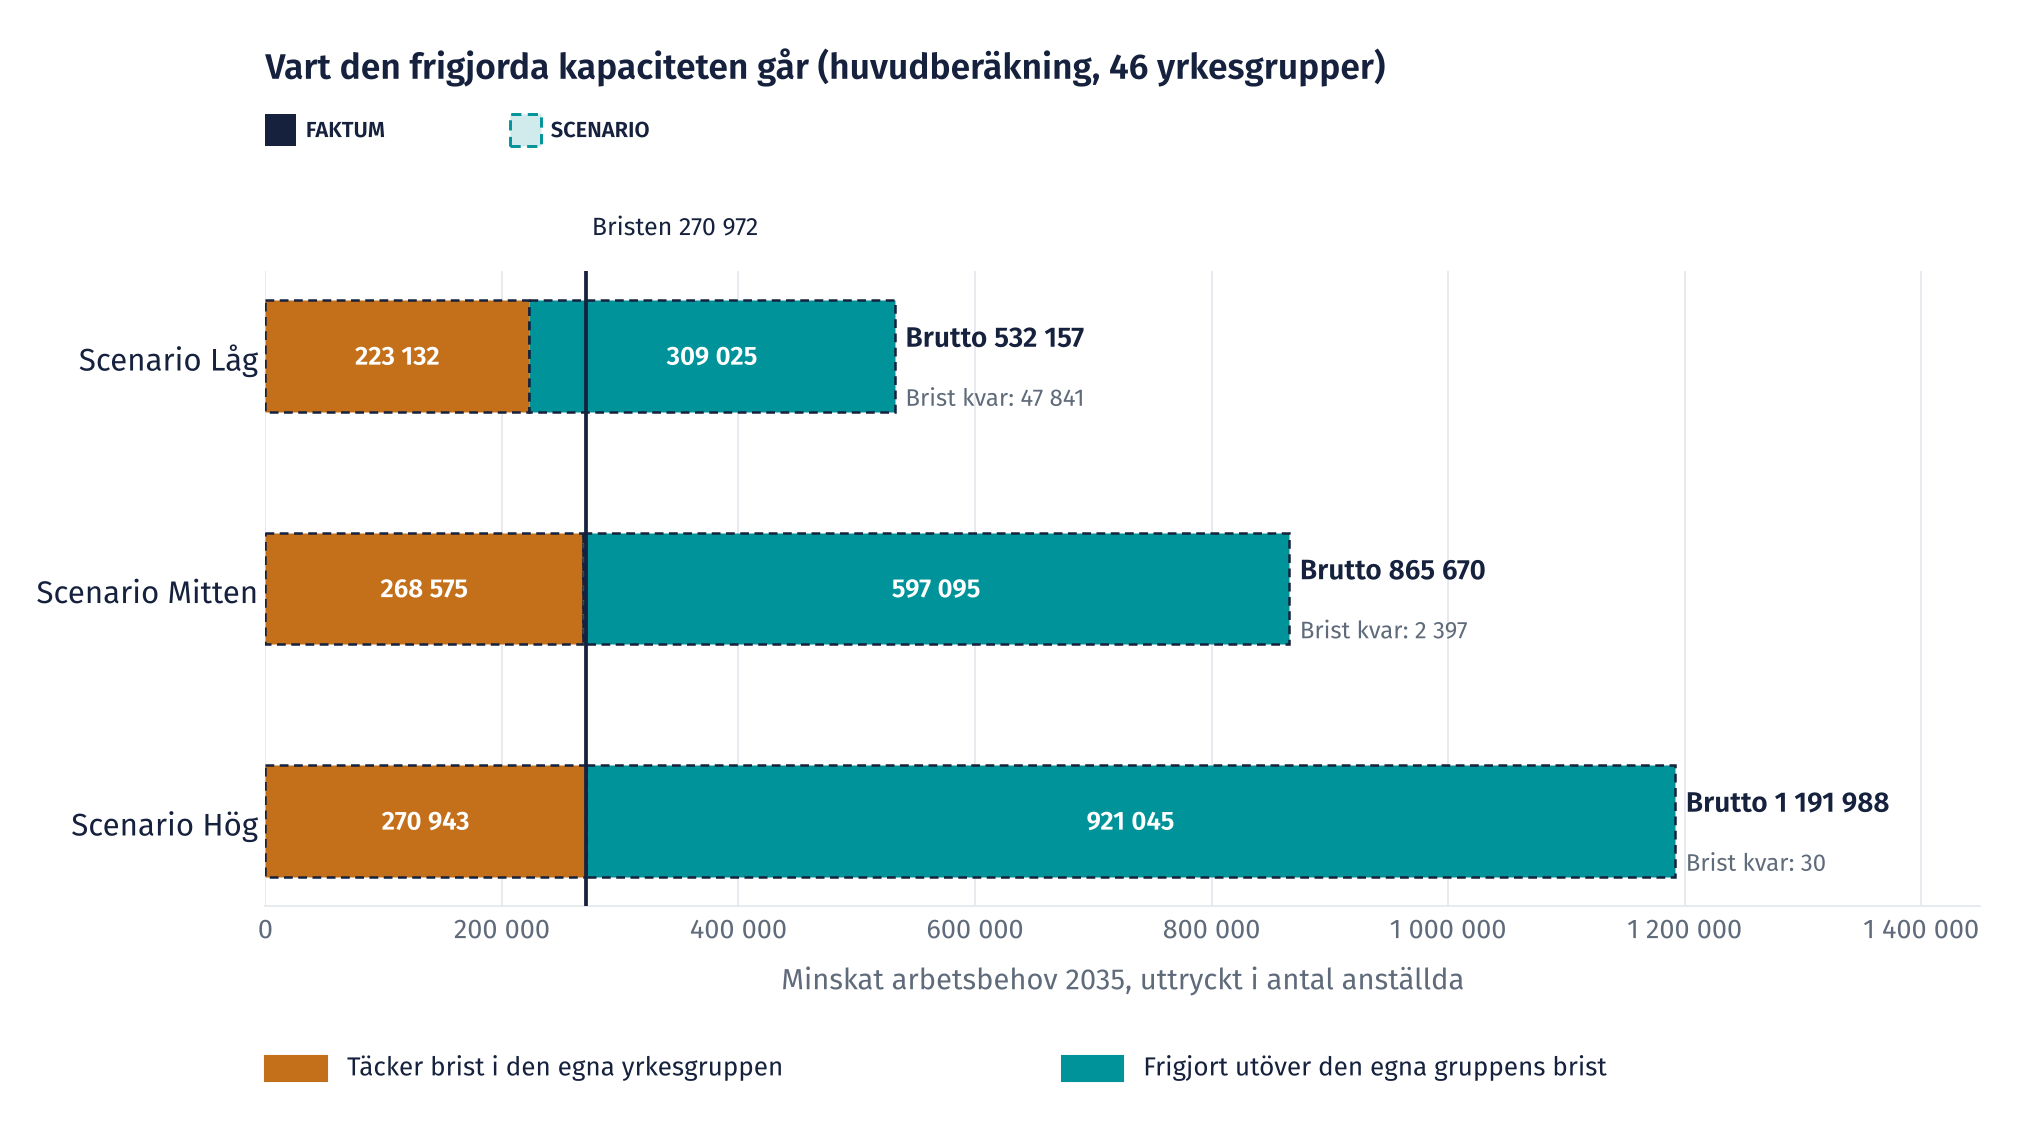 Vart den frigjorda kapaciteten går (huvudberäkning, 46 yrkesgrupper)
FAKTUM SCENARIO
Bristen 270 972
Scenario Låg 223 132 309 025 Brutto 532 157
Brist kvar: 47 841
Scenario Mitten 268 575 597 095 Brutto 865 670
Brist kvar: 2 397
Scenario Hög 270 943 921 045 Brutto 1 191 988
Brist kvar: 30
0 200 000 400 000 600 000 800 000 1 000 000 1 200 000 1 400 000
Minskat arbetsbehov 2035, uttryckt i antal anställda
Täcker brist i den egna yrkesgruppen Frigjort utöver den egna gruppens brist